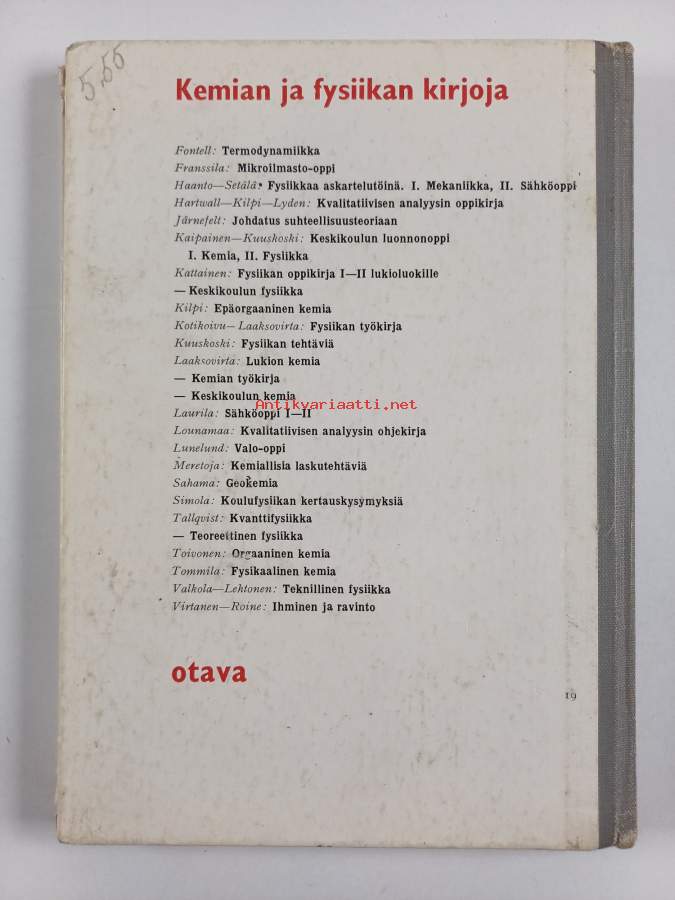 5,55
Kemian ja fysiikan kirjoja
Fontell: Termodynamiikka
Franssila: Mikroilmasto-oppi
Haanto—Setälä: Fysiikkaa askartelutöinä. I. Mekaniikka, II. Sähköoppi
Hartwall—Kilpi—Lyden: Kvalitatiivisen analyysin oppikirja
Järnefelt: Johdatus suhteellisuusteoriaan
Kaipainen—Kuuskoski: Keskikoulun luonnonoppi
I. Kemia, II. Fysiikka
Kattainen: Fysiikan oppikirja I—II lukioluokille
— Keskikoulun fysiikka
Kilpi: Epäorgaaninen kemia
Kotikoivu—Laaksovirta: Fysiikan työkirja
Kuuskoski: Fysiikan tehtäviä
Laaksovirta: Lukion kemia
— Kemian työkirja
— Keskikoulun kemia
Antikvariaatti.net
Laurila: Sähköoppi I—II
Lounamaa: Kvalitatiivisen analyysin ohjekirja
Lunelund: Valo-oppi
Meretoja: Kemiallisia laskutehtäviä
Sahama: Geokemia
Simola: Koulufysiikan kertauskysymyksiä
Tallqvist: Kvanttifysiikka
— Teoreettinen fysiikka
Toivonen: Orgaaninen kemia
Tommila: Fysikaalinen kemia
Valkola—Lehtonen: Teknillinen fysiikka
Virtanen—Roine: Ihminen ja ravinto
otava
19